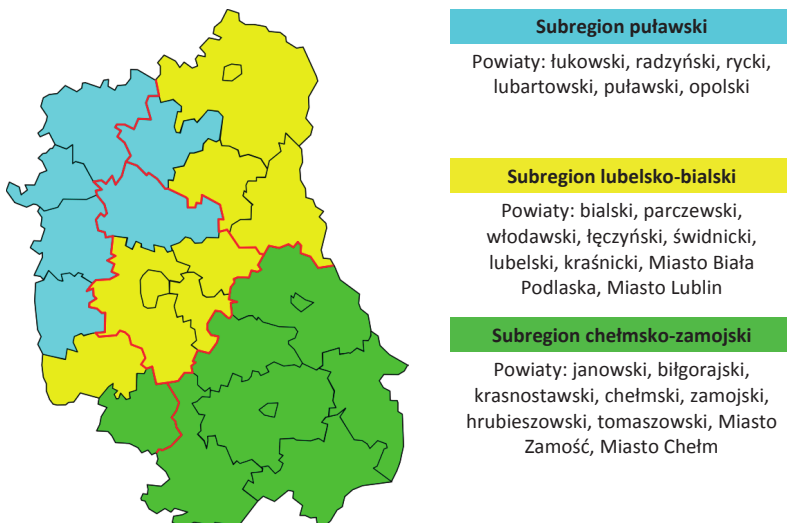 Subregion puławski
Powiaty: łukowski, radzyński, rycki,
lubartowski, puławski, opolski
Subregion lubelsko-bialski
Powiaty: bialski, parczewski,
włodawski, łęczyński, świdnicki,
lubelski, kraśnicki, Miasto Biała
Podlaska, Miasto Lublin
Subregion chełmsko-zamojski
Powiaty: janowski, biłgorajski,
krasnostawski, chełmski, zamojski,
hrubieszowski, tomaszowski, Miasto
Zamość, Miasto Chełm